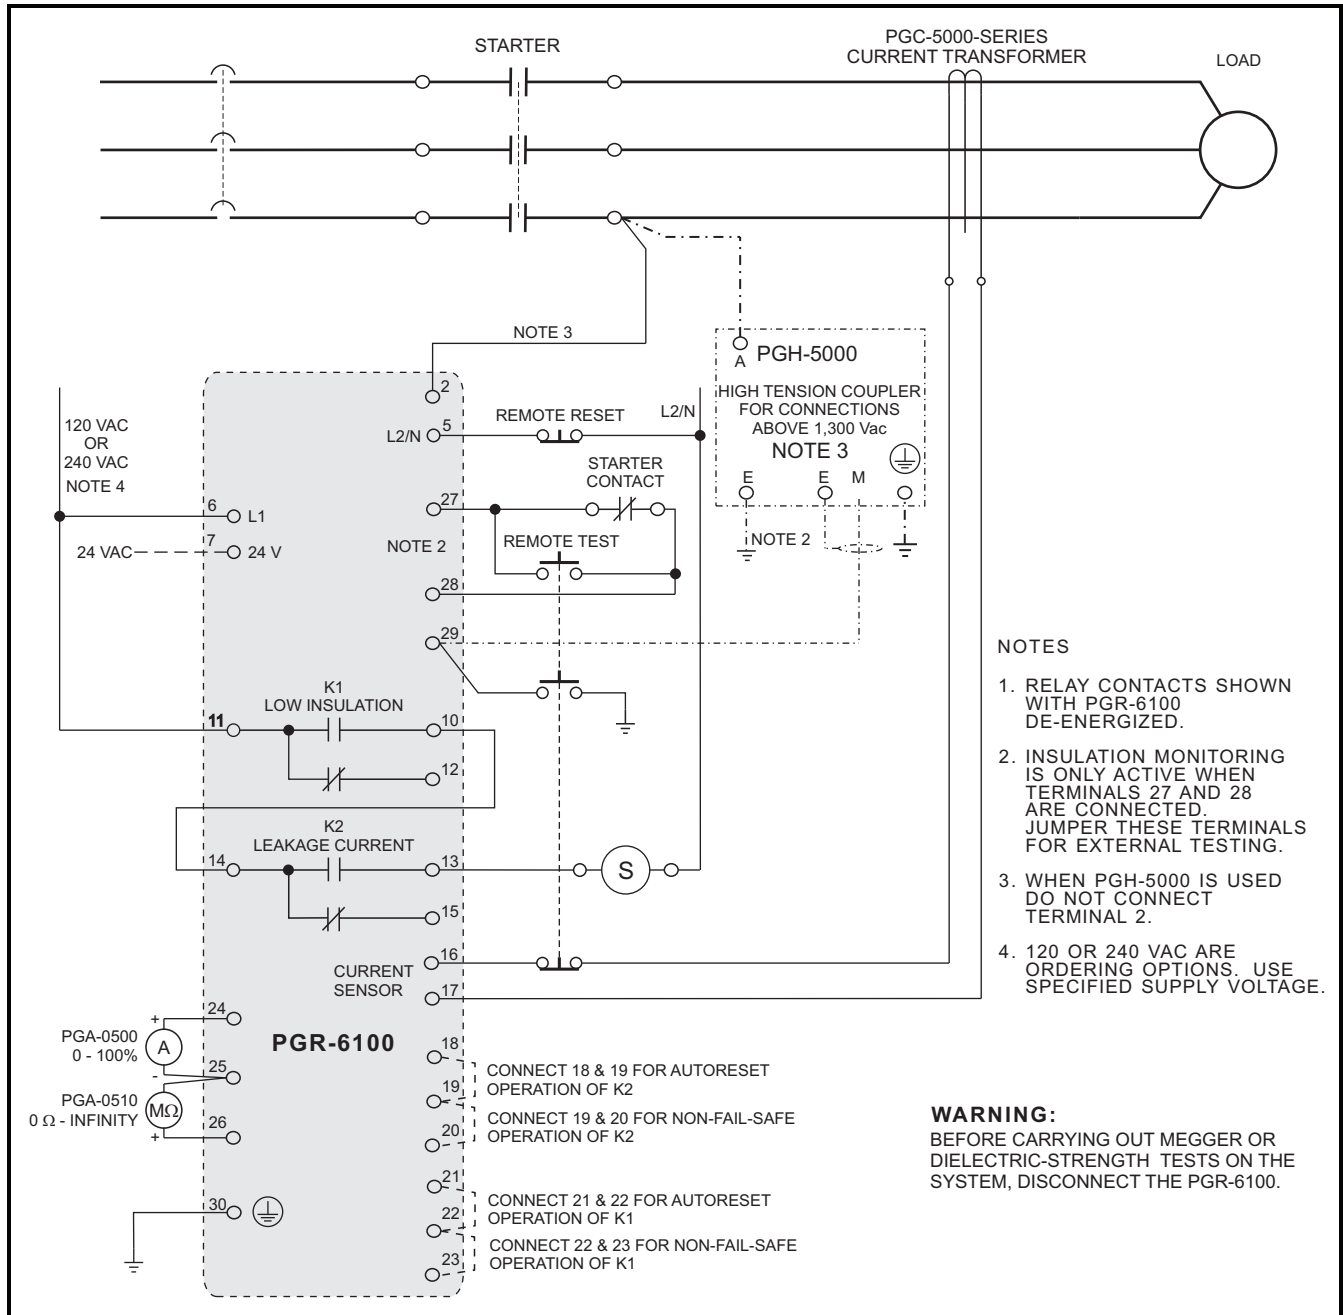 STARTER
PGC-5000-SERIES
CURRENT TRANSFORMER
LOAD
NOTE 3
A
PGH-5000
HIGH TENSION COUPLER
FOR CONNECTIONS
ABOVE 1,300 Vac
NOTE 3
E
E
M
NOTE 2
120 VAC
OR
240 VAC
NOTE 4
6
L1
7
24 VAC
24 V
2
L2/N
5
REMOTE RESET
L2/N
STARTER
CONTACT
27
NOTE 2
REMOTE TEST
28
29
K1
LOW INSULATION
11
10
12
K2
LEAKAGE CURRENT
14
13
S
15
16
CURRENT
SENSOR
17
24
+
PGA-0500
0 - 100%
A
PGR-6100
25
-
PGA-0510
0 Ω - INFINITY
MΩ
+
26
30
18
CONNECT 18 & 19 FOR AUTORESET
OPERATION OF K2
19
CONNECT 19 & 20 FOR NON-FAIL-SAFE
OPERATION OF K2
20
21
CONNECT 21 & 22 FOR AUTORESET
OPERATION OF K1
22
CONNECT 22 & 23 FOR NON-FAIL-SAFE
OPERATION OF K1
23
NOTES
1. RELAY CONTACTS SHOWN
WITH PGR-6100
DE-ENERGIZED.
2. INSULATION MONITORING
IS ONLY ACTIVE WHEN
TERMINALS 27 AND 28
ARE CONNECTED.
JUMPER THESE TERMINALS
FOR EXTERNAL TESTING.
3. WHEN PGH-5000 IS USED
DO NOT CONNECT
TERMINAL 2.
4. 120 OR 240 VAC ARE
ORDERING OPTIONS. USE
SPECIFIED SUPPLY VOLTAGE.
WARNING:
BEFORE CARRYING OUT MEGGER OR
DIELECTRIC-STRENGTH TESTS ON THE
SYSTEM, DISCONNECT THE PGR-6100.